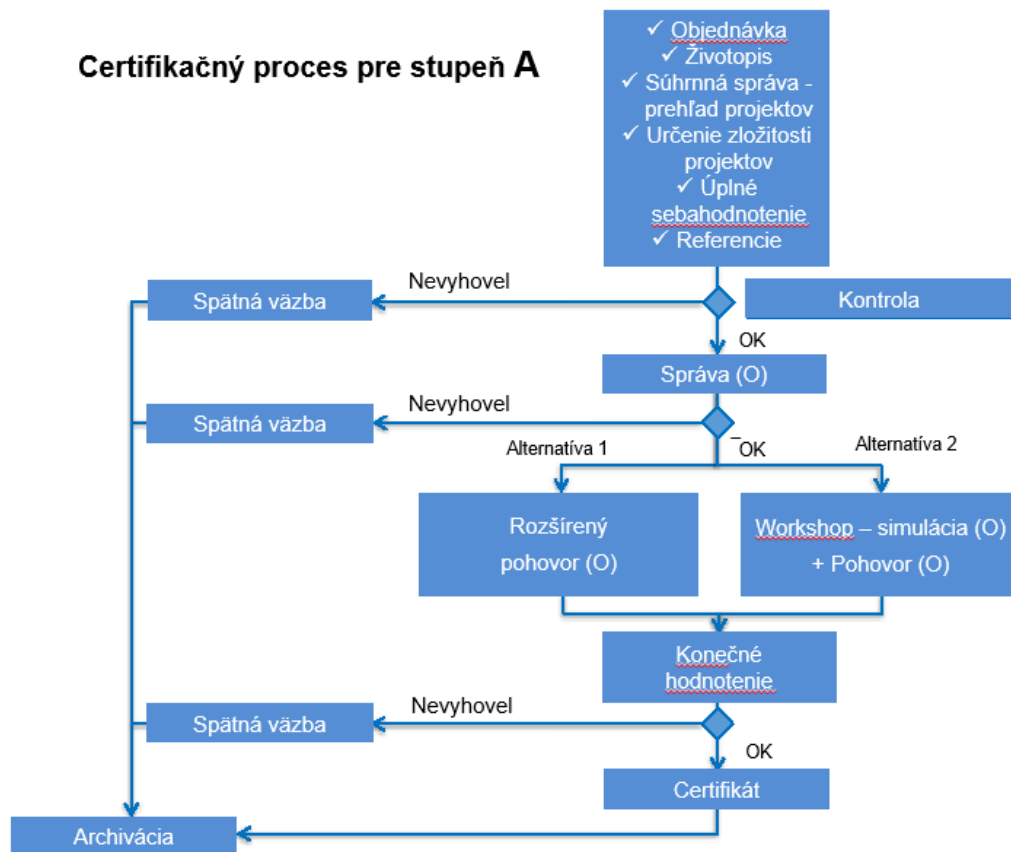 Certifikačný proces pre stupeň A
✓ Objednávka
✓ Životopis
✓ Súhrnná správa -
prehľad projektov
✓ Určenie zložitosti
projektov
✓ Úplné
sebahodnotenie
✓ Referencie
Spätná väzba
Nevyhovel
Kontrola
OK
Správa (O)
Spätná väzba
Nevyhovel
Alternatíva 1
OK
Alternatíva 2
Rozšírený
pohovor (O)
Workshop – simulácia (O)
+ Pohovor (O)
Konečné
hodnotenie
Spätná väzba
Nevyhovel
OK
Certifikát
Archivácia